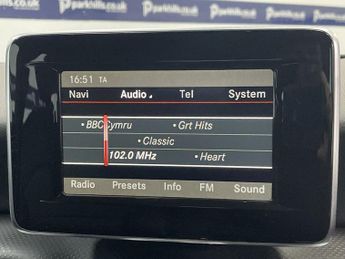 parkhills.co.uk
16:51 TA
Navi Audio Tel System
• BBC Cymru • Grt Hits
• Classic
102.0 MHz • Heart
Radio Presets Info FM Sound